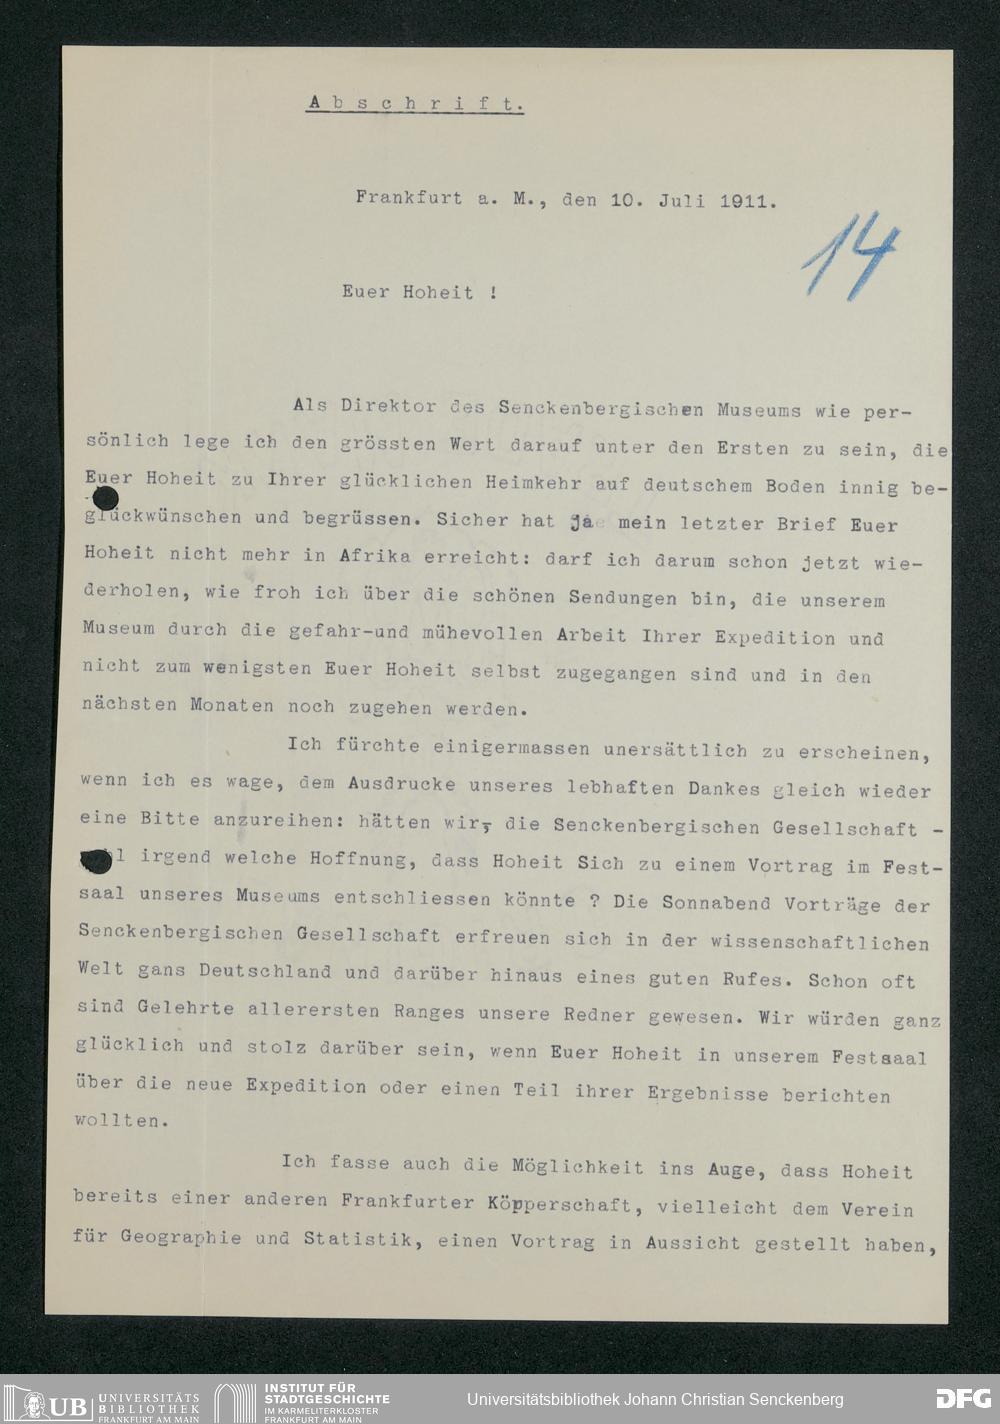 Abschrift.
Frankfurt a. M., den 10. Juli 1911.
14
Euer Hoheit !
Als Direktor des Senckenbergischen Museums wie per-
sönlich lege ich den grössten Wert darauf unter den Ersten zu sein, die
Euer Hoheit zu Ihrer glücklichen Heimkehr auf deutschem Boden innig be-
glückwünschen und begrüssen. Sicher hat ja mein letzter Brief Euer
Hoheit nicht mehr in Afrika erreicht: darf ich darum schon jetzt wie-
derholen, wie froh ich über die schönen Sendungen bin, die unserem
Museum durch die gefahr-und mühevollen Arbeit Ihrer Expedition und
nicht zum wenigsten Euer Hoheit selbst zugegangen sind und in den
nächsten Monaten noch zugehen werden.
Ich fürchte einigermassen unersättlich zu erscheinen,
wenn ich es wage, dem Ausdrucke unseres lebhaften Dankes gleich wieder
eine Bitte anzureihen: hätten wir, die Senckenbergischen Gesellschaft -
irgend welche Hoffnung, dass Hoheit Sich zu einem Vortrag im Fest-
saal unseres Museums entschliessen könnte ? Die Sonnabend Vorträge der
Senckenbergischen Gesellschaft erfreuen sich in der wissenschaftlichen
Welt gans Deutschland und darüber hinaus eines guten Rufes. Schon oft
sind Gelehrte allerersten Ranges unsere Redner gewesen. Wir würden ganz
glücklich und stolz darüber sein, wenn Euer Hoheit in unserem Festsaal
über die neue Expedition oder einen Teil ihrer Ergebnisse berichten
wollten.
Ich fasse auch die Möglichkeit ins Auge, dass Hoheit
bereits einer anderen Frankfurter Köpperschaft, vielleicht dem Verein
für Geographie und Statistik, einen Vortrag in Aussicht gestellt haben,
UB UNIVERSITÄTS BIBLIOTHEK FRANKFURT AM MAIN
INSTITUT FÜR STADTGESCHICHTE IM KARMELITERKLOSTER FRANKFURT AM MAIN
Universitätsbibliothek Johann Christian Senckenberg
DFG